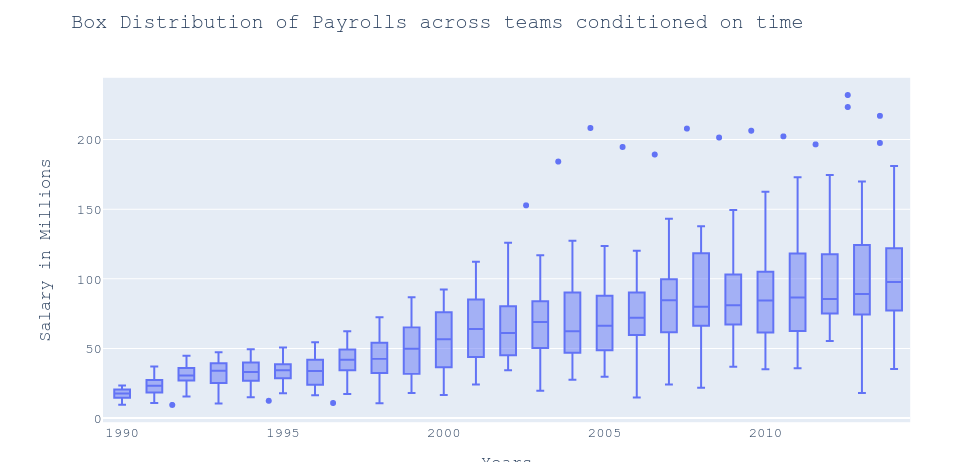 Box Distribution of Payrolls across teams conditioned on time
Salary in Millions
200
150
100
50
0
1990 1995 2000 2005 2010
Years